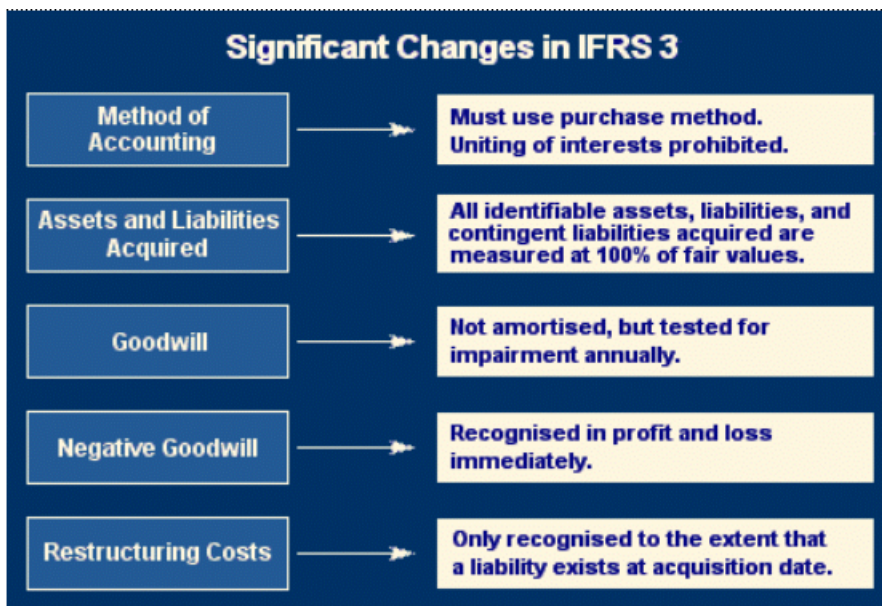 Significant Changes in IFRS 3
Method of
Accounting
Must use purchase method.
Uniting of interests prohibited.
Assets and Liabilities
Acquired
All identifiable assets, liabilities, and
contingent liabilities acquired are
measured at 100% of fair values.
Goodwill
Not amortised, but tested for
impairment annually.
Negative Goodwill
Recognised in profit and loss
immediately.
Restructuring Costs
Only recognised to the extent that
a liability exists at acquisition date.